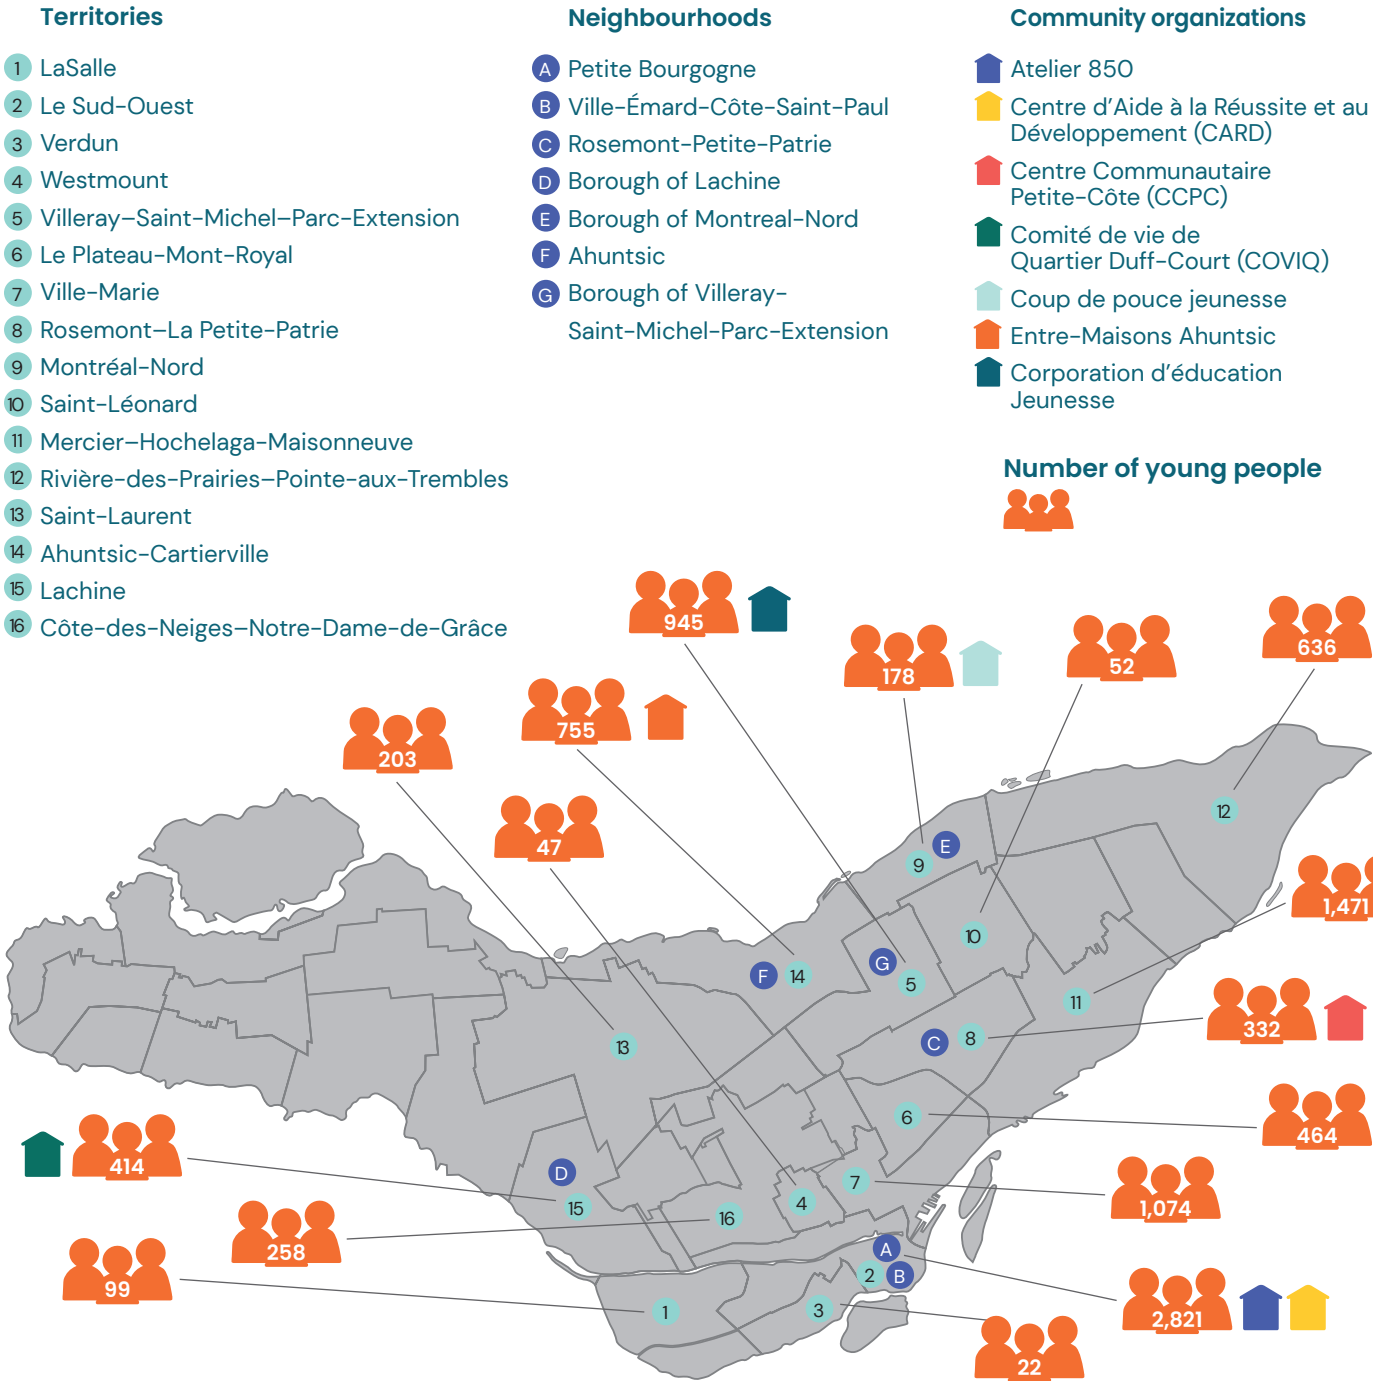 Territories
1 LaSalle
2 Le Sud-Ouest
3 Verdun
4 Westmount
5 Villeray–Saint-Michel–Parc-Extension
6 Le Plateau-Mont-Royal
7 Ville-Marie
8 Rosemont–La Petite-Patrie
9 Montréal-Nord
10 Saint-Léonard
11 Mercier–Hochelaga-Maisonneuve
12 Rivière-des-Prairies–Pointe-aux-Trembles
13 Saint-Laurent
14 Ahuntsic-Cartierville
15 Lachine
16 Côte-des-Neiges–Notre-Dame-de-Grâce
Neighbourhoods
A Petite Bourgogne
B Ville-Émard-Côte-Saint-Paul
C Rosemont-Petite-Patrie
D Borough of Lachine
E Borough of Montreal-Nord
F Ahuntsic
G Borough of Villeray-
Saint-Michel-Parc-Extension
Community organizations
Atelier 850
Centre d’Aide à la Réussite et au
Développement (CARD)
Centre Communautaire
Petite-Côte (CCPC)
Comité de vie de
Quartier Duff-Court (COVIQ)
Coup de pouce jeunesse
Entre-Maisons Ahuntsic
Corporation d’éducation
Jeunesse
Number of young people
945
178
52
636
755
203
47
12
E
9
1,471
10
G
F
14
5
11
332
8
C
13
6
464
414
D
7
1,074
15
4
16
258
A
2
B
99
1
3
2,821
22